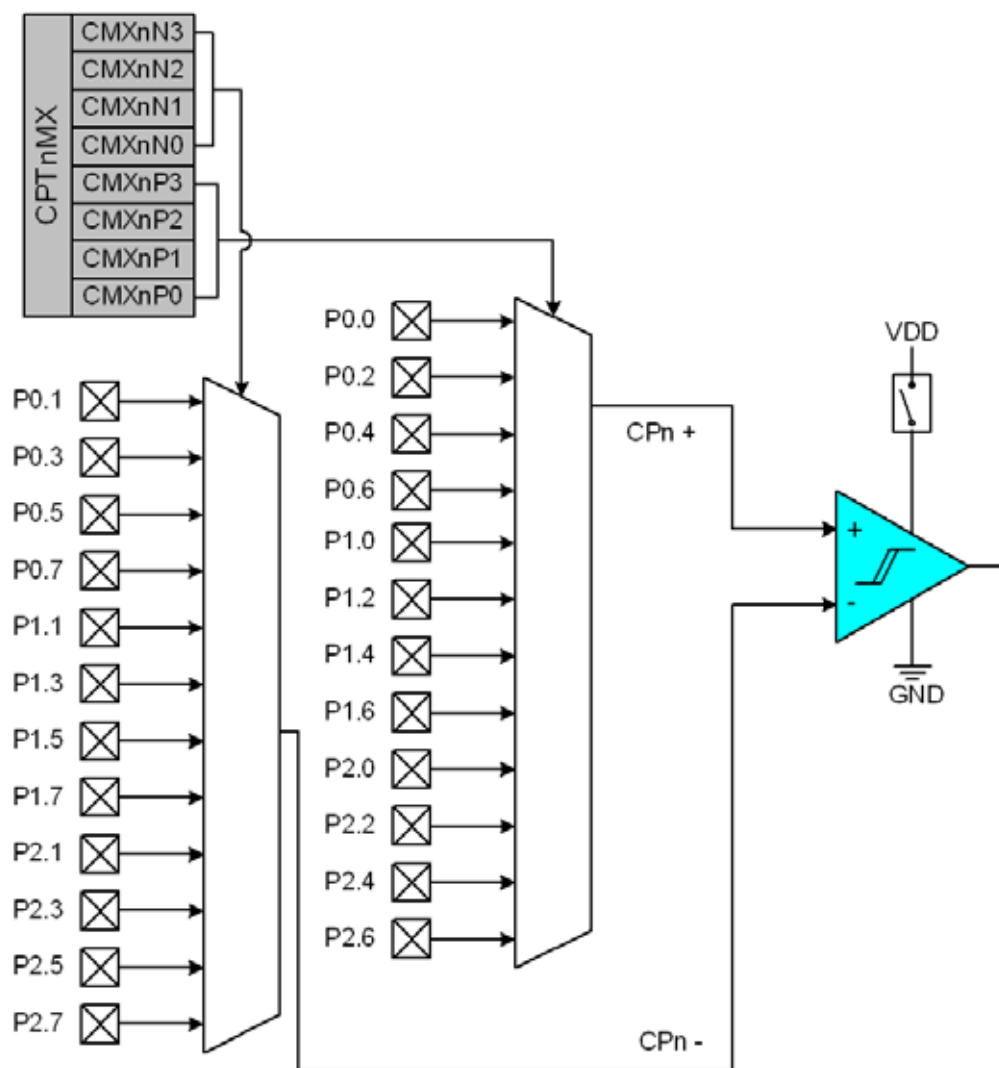 CPTnMX
CMXnN3
CMXnN2
CMXnN1
CMXnN0
CMXnP3
CMXnP2
CMXnP1
CMXnP0
P0.1
P0.3
P0.5
P0.7
P1.1
P1.3
P1.5
P1.7
P2.1
P2.3
P2.5
P2.7
P0.0
P0.2
P0.4
P0.6
P1.0
P1.2
P1.4
P1.6
P2.0
P2.2
P2.4
P2.6
CPn +
CPn -
VDD
+
-
GND